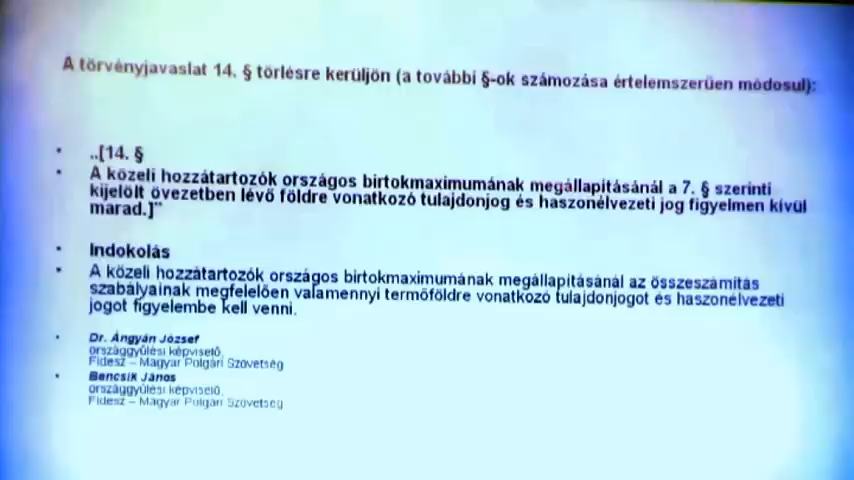 A törvényjavaslat 14. § törlésre kerüljön (a további §-ok számozása értelemszerűen módosul):
• „[14. §
• A közeli hozzátartozók országos birtokmaximumának megállapításánál a 7. § szerinti
kijelölt övezetben lévő földre vonatkozó tulajdonjog és haszonélvezeti jog figyelmen kívül
marad.]"
• Indokolás
• A közeli hozzátartozók országos birtokmaximumának megállapításánál az összeszámítás
szabályainak megfelelően valamennyi termőföldre vonatkozó tulajdonjogot és haszonélvezeti
jogot figyelembe kell venni.
• Dr. Ángyán József
országgyűlési képviselő,
Fidesz – Magyar Polgári Szövetség
• Bencsik János
országgyűlési képviselő,
Fidesz – Magyar Polgári Szövetség